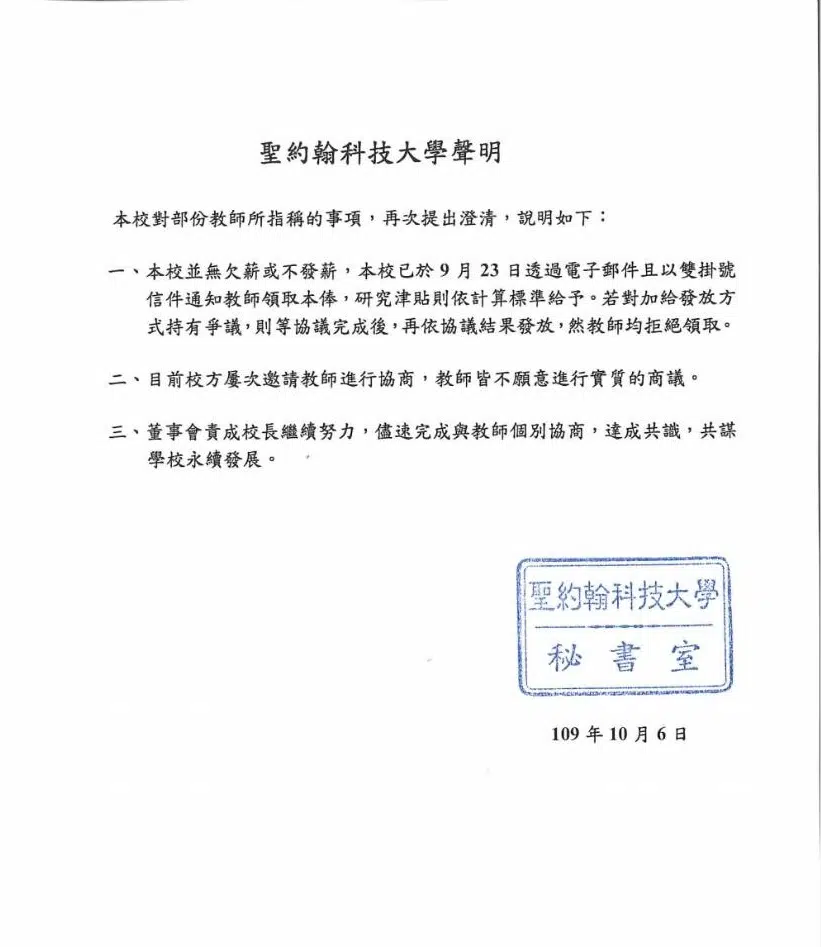 聖約翰科技大學聲明
本校對部份教師所指稱的事項，再次提出澄清，說明如下：
一、本校並無欠薪或不發薪，本校已於 9 月 23 日透過電子郵件且以雙掛號
信件通知教師領取本俸，研究津貼則依計算標準給予。若對加給發放方
式持有爭議，則等協議完成後，再依協議結果發放，然教師均拒絕領取。
二、目前校方屢次邀請教師進行協商，教師皆不願意進行實質的商議。
三、董事會責成校長繼續努力，儘速完成與教師個別協商，達成共識，共謀
學校永續發展。
聖約翰科技大學
秘書室
109 年 10 月 6 日